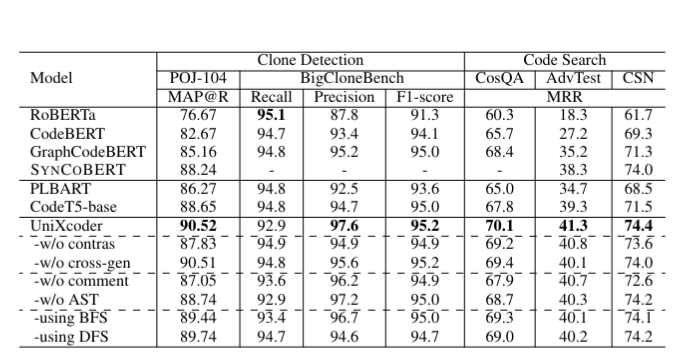 Clone Detection Code Search
Model POJ-104 BigCloneBench CosQA AdvTest CSN
MAP@R Recall Precision F1-score MRR
RoBERTa 76.67 95.1 87.8 91.3 60.3 18.3 61.7
CodeBERT 82.67 94.7 93.4 94.1 65.7 27.2 69.3
GraphCodeBERT 85.16 94.8 95.2 95.0 68.4 35.2 71.3
SYNCOBERT 88.24 - - - - 38.3 74.0
PLBART 86.27 94.8 92.5 93.6 65.0 34.7 68.5
CodeT5-base 88.65 94.8 94.7 95.0 67.8 39.3 71.5
UniXcoder 90.52 92.9 97.6 95.2 70.1 41.3 74.4
-w/o contras 87.83 94.9 94.9 94.9 69.2 40.8 73.6
-w/o cross-gen 90.51 94.8 95.6 95.2 69.4 40.1 74.0
-w/o comment 87.05 93.6 96.2 94.9 67.9 40.7 72.6
-w/o AST 88.74 92.9 97.2 95.0 68.7 40.3 74.2
-using BFS 89.44 93.4 96.7 95.0 69.3 40.1 74.1
-using DFS 89.74 94.7 94.6 94.7 69.0 40.2 74.2